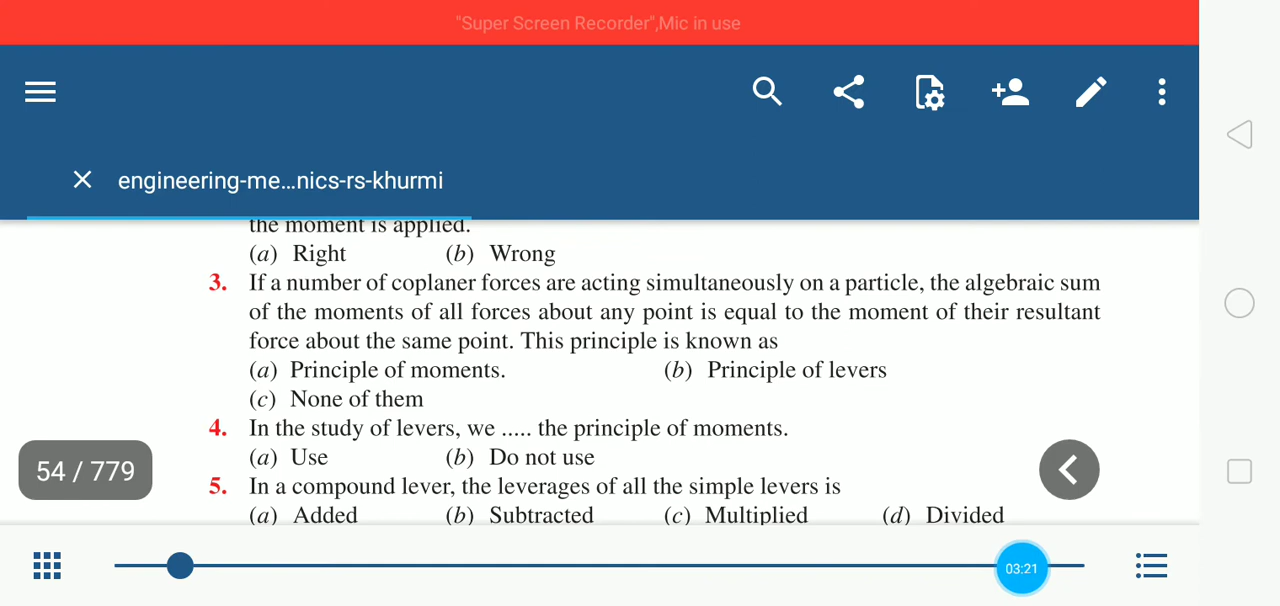 "Super Screen Recorder",Mic in use
engineering-me...nics-rs-khurmi
the moment is applied.
(a) Right (b) Wrong
3. If a number of coplaner forces are acting simultaneously on a particle, the algebraic sum
of the moments of all forces about any point is equal to the moment of their resultant
force about the same point. This principle is known as
(a) Principle of moments. (b) Principle of levers
(c) None of them
4. In the study of levers, we ..... the principle of moments.
(a) Use (b) Do not use
5. In a compound lever, the leverages of all the simple levers is
(a) Added (b) Subtracted (c) Multiplied (d) Divided
54 / 779
03:21